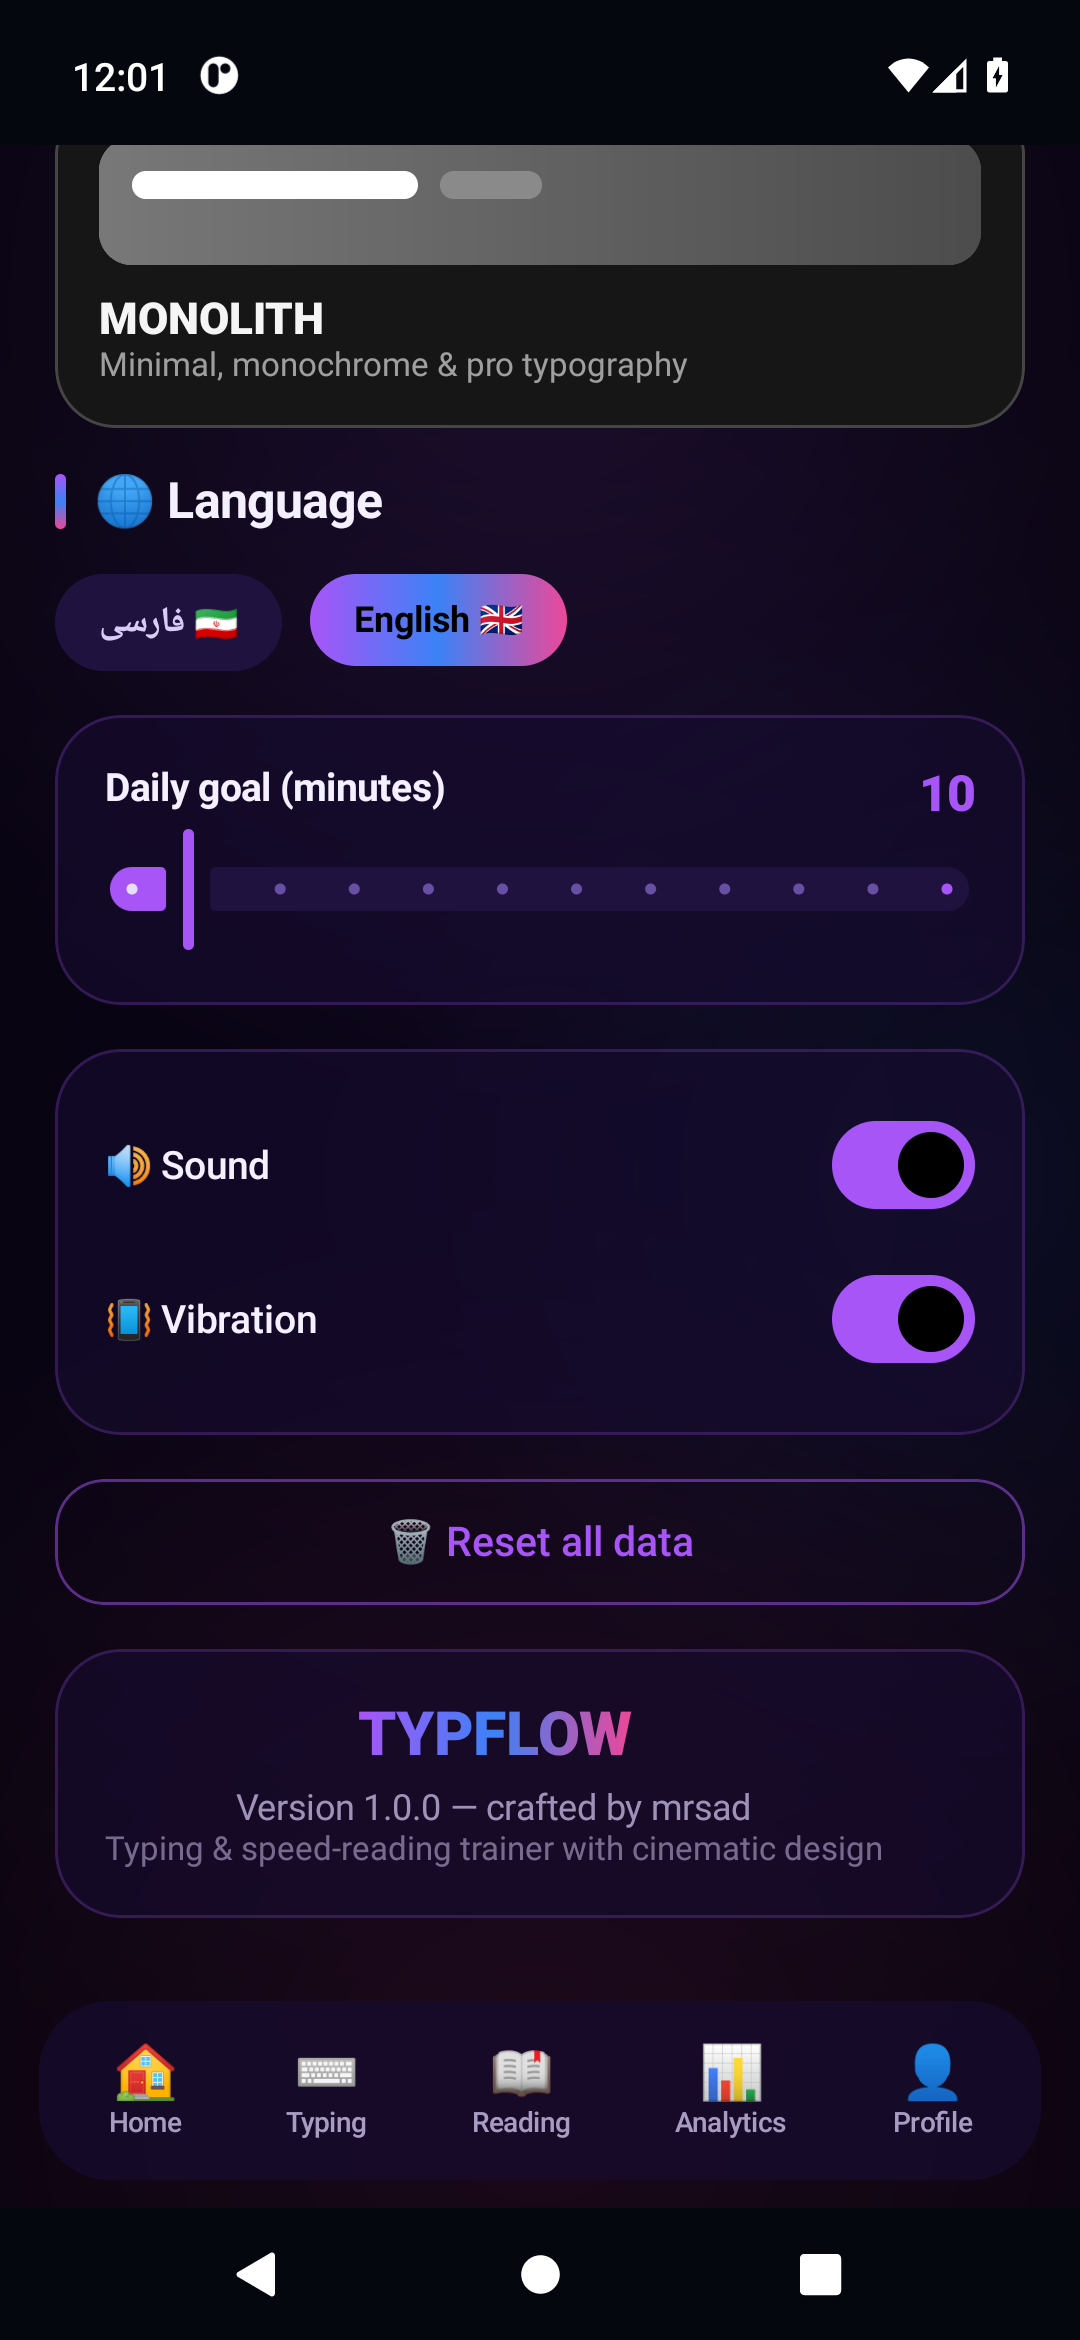 12:01
MONOLITH
Minimal, monochrome & pro typography
🌐 Language
فارسی 🇮🇷
English 🇬🇧
Daily goal (minutes)
10
🔊 Sound
📳 Vibration
🗑️ Reset all data
TYPFLOW
Version 1.0.0 — crafted by mrsad
Typing & speed-reading trainer with cinematic design
Home
Typing
Reading
Analytics
Profile